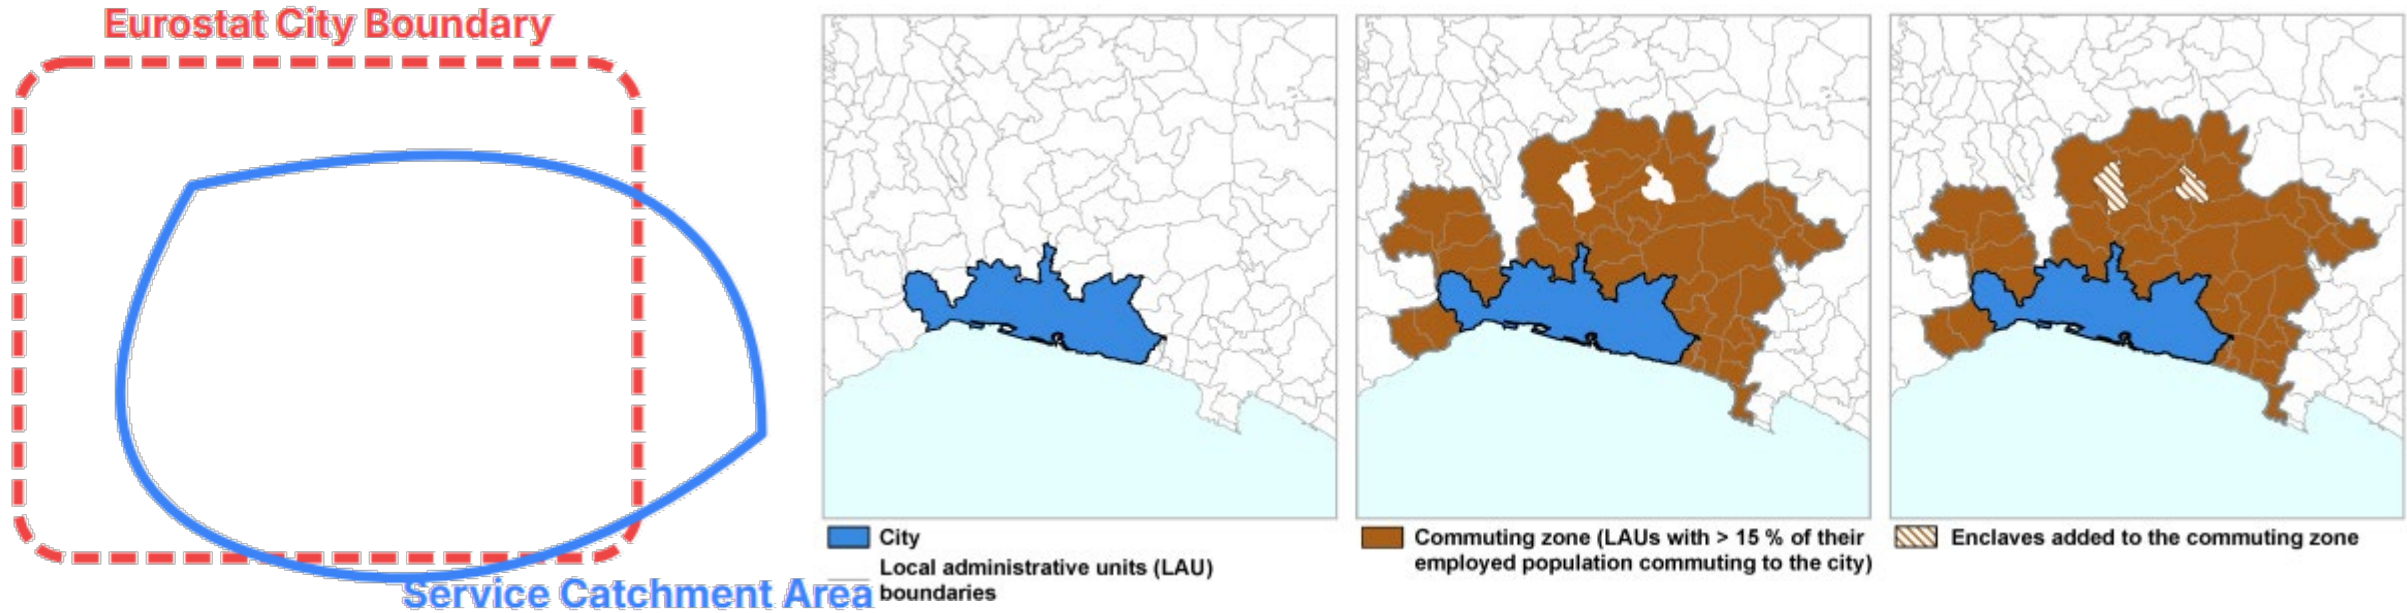 Eurostat City Boundary
Service Catchment Area
City
Local administrative units (LAU)
boundaries
Commuting zone (LAUs with > 15 % of their
employed population commuting to the city)
Enclaves added to the commuting zone